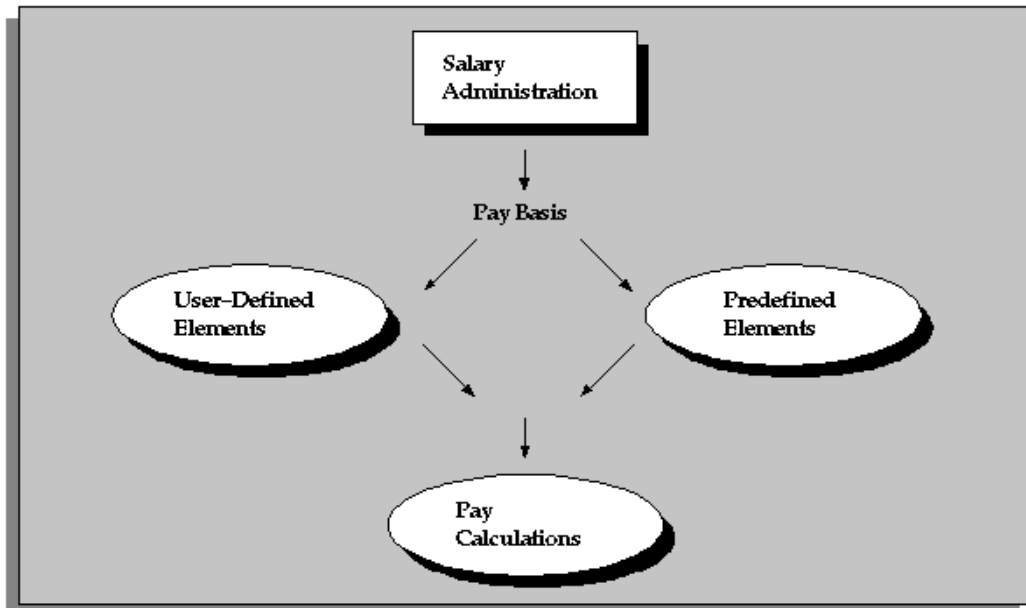 Salary
Administration
Pay Basis
User-Defined
Elements
Predefined
Elements
Pay
Calculations